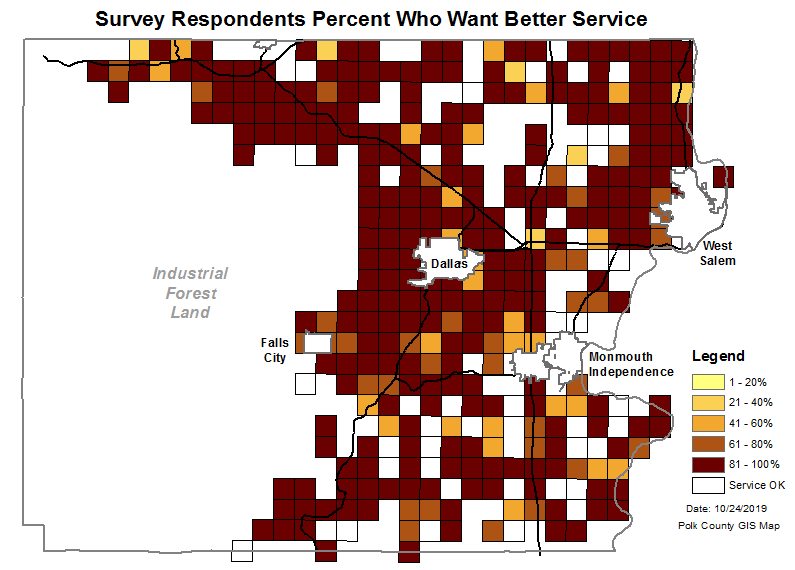 Survey Respondents Percent Who Want Better Service
Industrial
Forest
Land
Dallas
West
Salem
Falls
City
Monmouth
Independence
Legend
1 - 20%
21 - 40%
41 - 60%
61 - 80%
81 - 100%
Service OK
Date: 10/24/2019
Polk County GIS Map